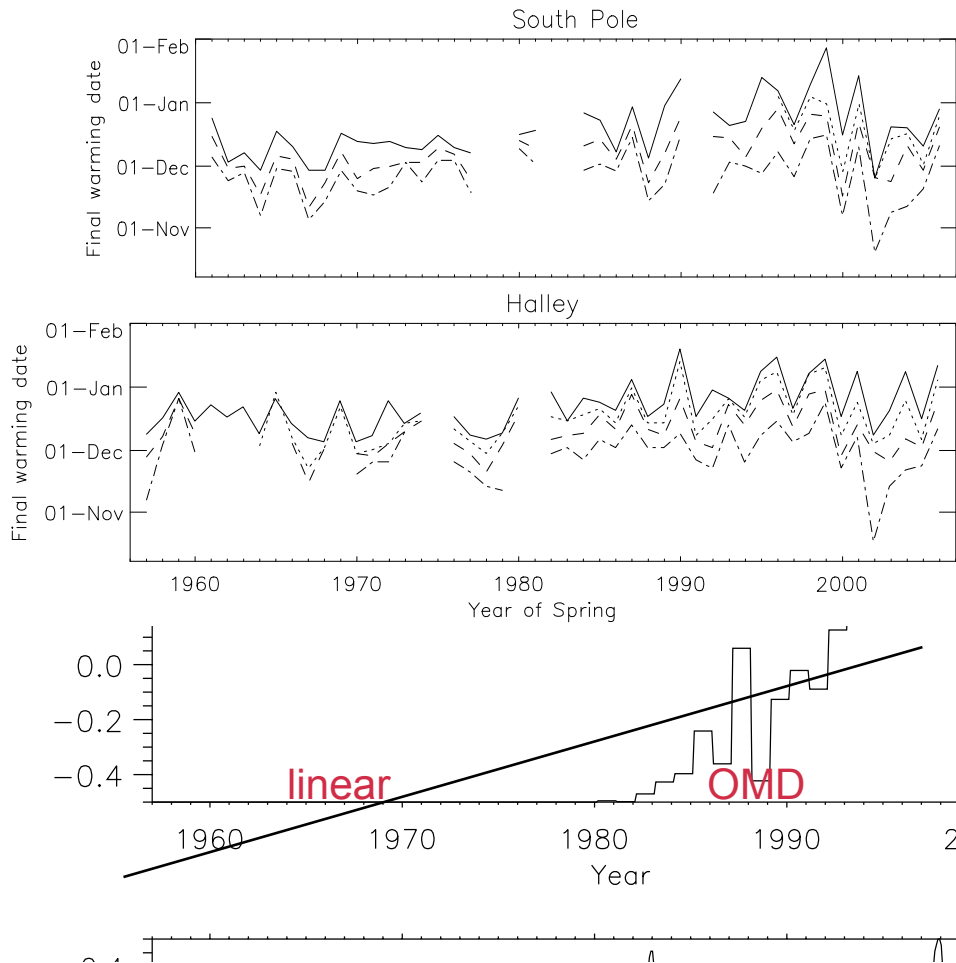 South Pole
01-Feb
01-Jan
01-Dec
01-Nov
Final warming date
Halley
01-Feb
01-Jan
01-Dec
01-Nov
Final warming date
1960 1970 1980 1990 2000
Year of Spring
0.0
-0.2
-0.4
linear OMD
1960 1970 1980 1990 2
Year